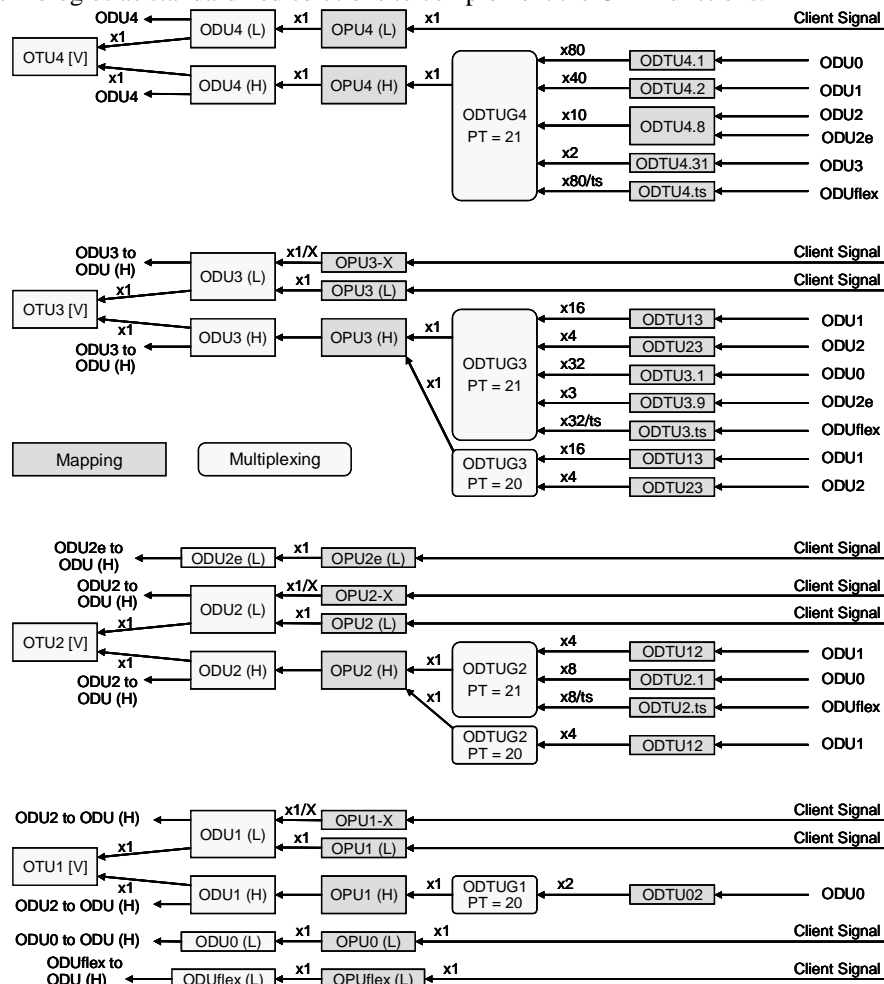 ODU4
x1
ODU4 (L)
x1
OPU4 (L)
x1
Client Signal
OTU4 [V]
x1
ODU4
ODU4 (H)
x1
OPU4 (H)
x1
ODTUG4
PT = 21
x80
ODTU4.1
ODU0
x40
ODTU4.2
ODU1
x10
ODTU4.8
ODU2
ODU2e
x2
ODTU4.31
ODU3
x80/ts
ODTU4.ts
ODUflex
ODU3 to
ODU (H)
ODU3 (L)
x1/X
OPU3-X
Client Signal
x1
OPU3 (L)
Client Signal
x1
OTU3 [V]
x1
ODU3 to
ODU (H)
ODU3 (H)
OPU3 (H)
x1
x1
ODTUG3
PT = 21
x16
ODTU13
ODU1
x4
ODTU23
ODU2
x32
ODTU3.1
ODU0
x3
ODTU3.9
ODU2e
x32/ts
ODTU3.ts
ODUflex
ODTUG3
PT = 20
x16
ODTU13
ODU1
x4
ODTU23
ODU2
Mapping
Multiplexing
ODU2e to
ODU (H)
ODU2e (L)
x1
OPU2e (L)
Client Signal
ODU2 to
ODU (H)
ODU2 (L)
x1/X
OPU2-X
Client Signal
x1
OPU2 (L)
Client Signal
x1
OTU2 [V]
x1
ODU2 to
ODU (H)
ODU2 (H)
OPU2 (H)
x1
x1
ODTUG2
PT = 21
x4
ODTU12
ODU1
x8
ODTU2.1
ODU0
x8/ts
ODTU2.ts
ODUflex
ODTUG2
PT = 20
x4
ODTU12
ODU1
ODU2 to ODU (H)
ODU1 (L)
x1/X
OPU1-X
Client Signal
x1
OPU1 (L)
Client Signal
x1
OTU1 [V]
x1
ODU2 to ODU (H)
ODU1 (H)
OPU1 (H)
x1
ODTUG1
PT = 20
x2
ODTU02
ODU0
ODU0 to ODU (H)
ODU0 (L)
x1
OPU0 (L)
x1
Client Signal
ODUflex to
ODU (H)
ODUflex (L)
x1
OPUflex (L)
x1
Client Signal